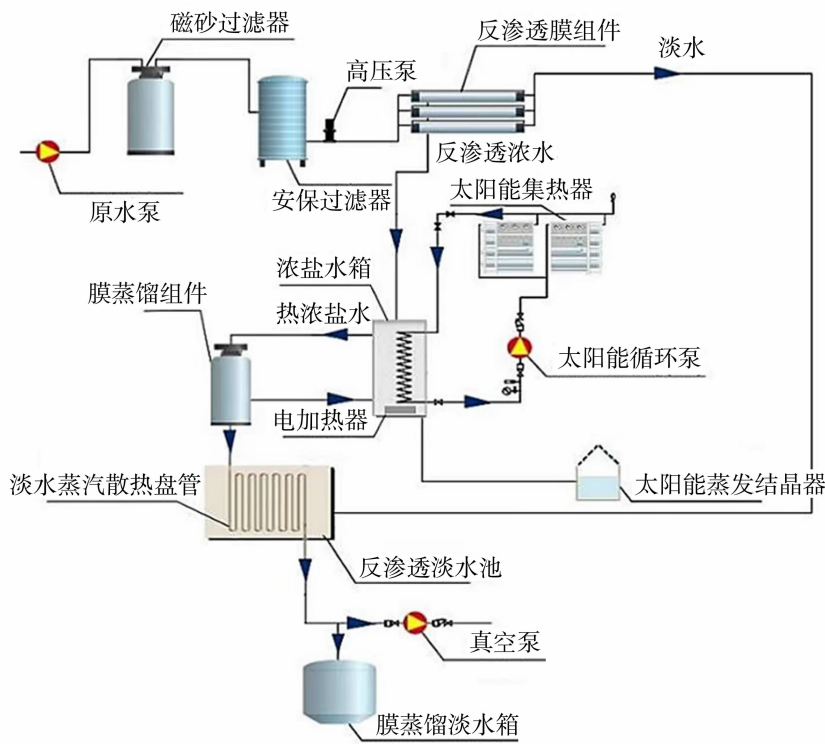 磁砂过滤器
反渗透膜组件
淡水
高压泵
反渗透浓水
太阳能集热器
安保过滤器
原水泵
浓盐水箱
膜蒸馏组件
热浓盐水
太阳能循环泵
电加热器
淡水蒸汽散热盘管
太阳能蒸发结晶器
反渗透淡水池
真空泵
膜蒸馏淡水箱